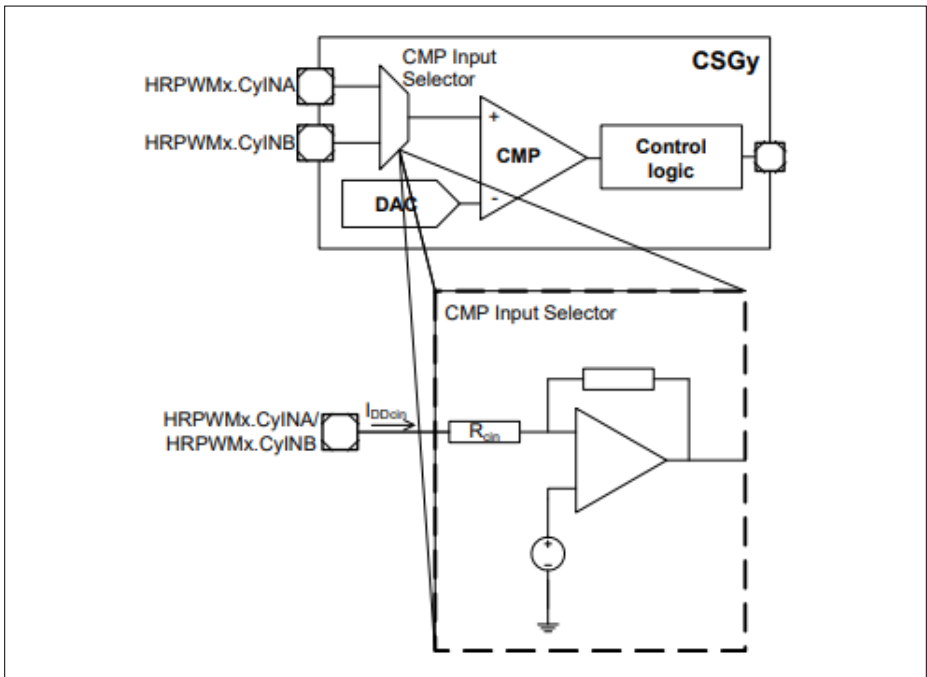 CSGy
CMP Input
Selector
HRPWMx.CyINA
HRPWMx.CyINB
+
CMP
-
Control
logic
DAC
CMP Input Selector
IDDcin
HRPWMx.CyINA/
HRPWMx.CyINB
Rcin
+
-